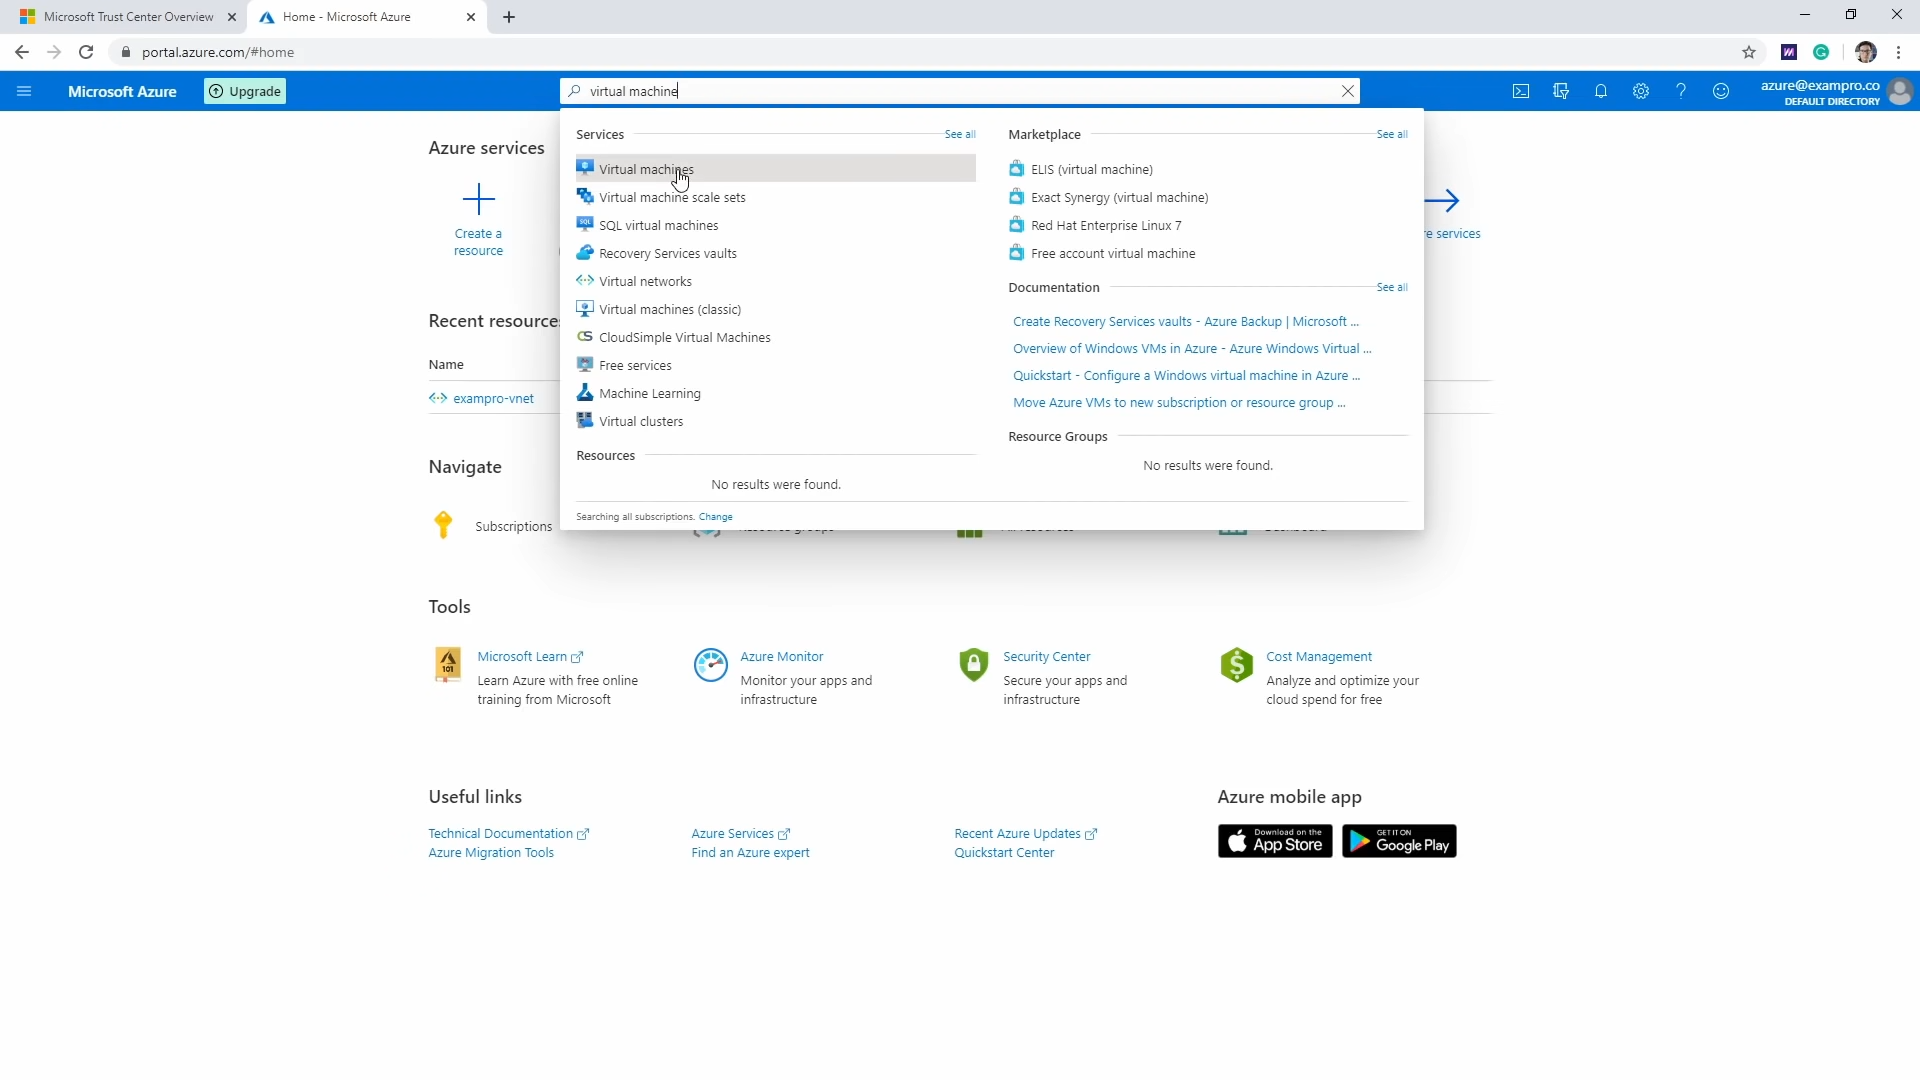 Microsoft Trust Center Overview
Home - Microsoft Azure
portal.azure.com/#home
Microsoft Azure
Upgrade
virtual machine
azure@exampro.co
DEFAULT DIRECTORY
Azure services
Create a
resource
re services
Recent resource
Name
exampro-vnet
Services
See all
Virtual machines
Virtual machine scale sets
SQL virtual machines
Recovery Services vaults
Virtual networks
Virtual machines (classic)
CloudSimple Virtual Machines
Free services
Machine Learning
Virtual clusters
Resources
No results were found.
Marketplace
See all
ELIS (virtual machine)
Exact Synergy (virtual machine)
Red Hat Enterprise Linux 7
Free account virtual machine
Documentation
See all
Create Recovery Services vaults - Azure Backup | Microsoft ...
Overview of Windows VMs in Azure - Azure Windows Virtual ...
Quickstart - Configure a Windows virtual machine in Azure ...
Move Azure VMs to new subscription or resource group ...
Resource Groups
No results were found.
Searching all subscriptions. Change
Navigate
Subscriptions
Tools
Microsoft Learn
Learn Azure with free online
training from Microsoft
Azure Monitor
Monitor your apps and
infrastructure
Security Center
Secure your apps and
infrastructure
Cost Management
Analyze and optimize your
cloud spend for free
Useful links
Technical Documentation
Azure Migration Tools
Azure Services
Find an Azure expert
Recent Azure Updates
Quickstart Center
Azure mobile app
Download on the
App Store
GET IT ON
Google Play